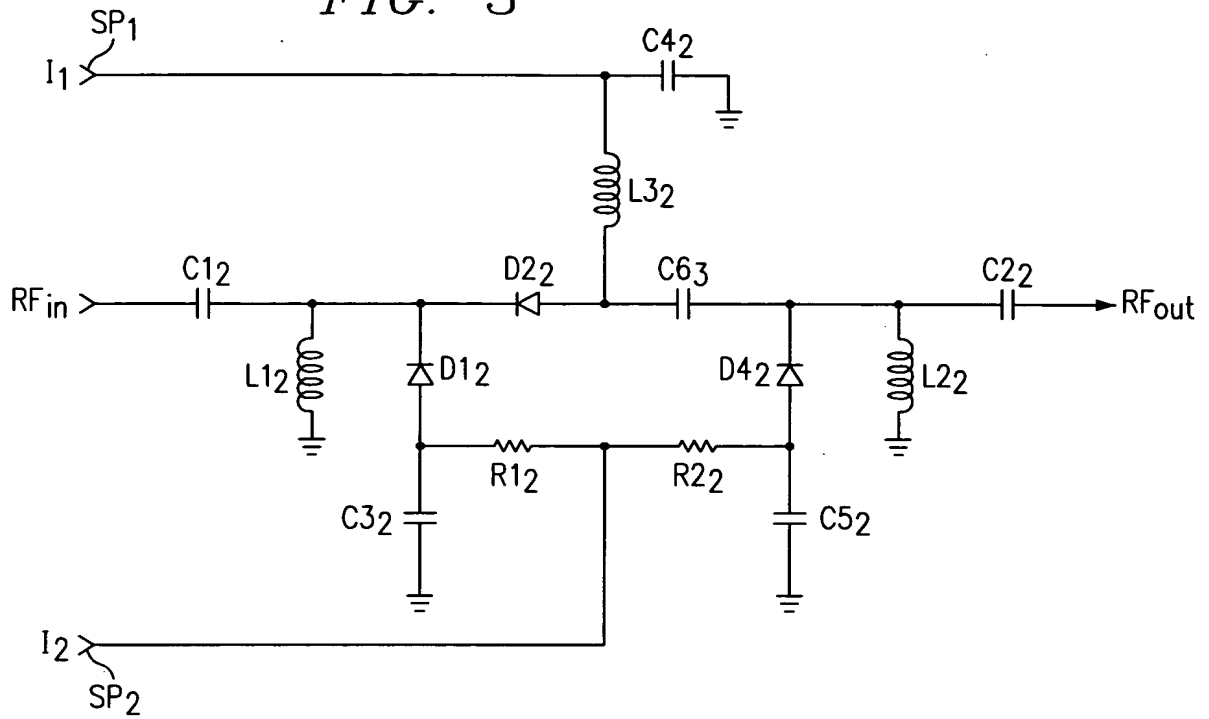 FIG. 3
SP1
I1
C42
L32
RFin
C12
D22
C63
C22
RFout
L12
D12
D42
L22
R12
R22
C32
C52
I2
SP2